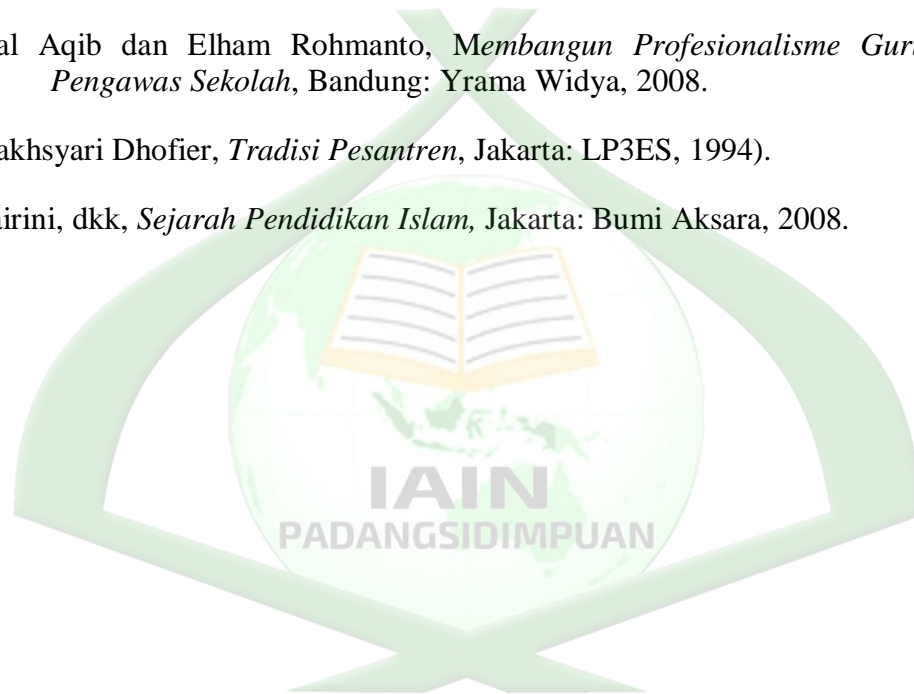 al Aqib dan Elham Rohmanto, Membangun Profesionalisme Gur
Pengawas Sekolah, Bandung: Yrama Widya, 2008.
akhsyari Dhofier, Tradisi Pesantren, Jakarta: LP3ES, 1994).
irini, dkk, Sejarah Pendidikan Islam, Jakarta: Bumi Aksara, 2008.
IAIN
PADANGSIDIMPUAN